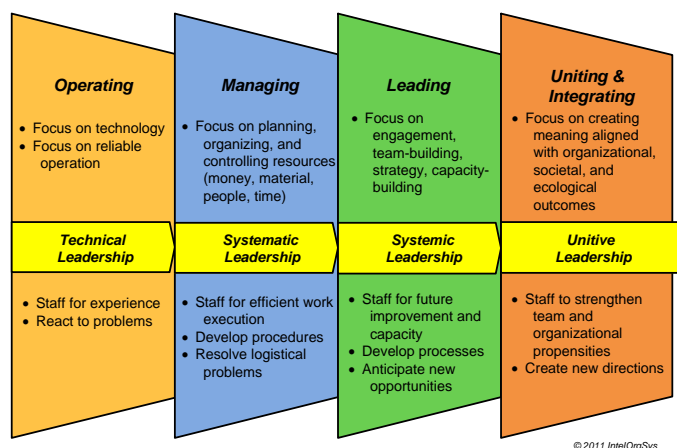 Operating
• Focus on technology
• Focus on reliable
operation
Technical
Leadership
• Staff for experience
• React to problems
Managing
• Focus on planning,
organizing, and
controlling resources
(money, material,
people, time)
Systematic
Leadership
• Staff for efficient work
execution
• Develop procedures
• Resolve logistical
problems
Leading
• Focus on
engagement,
team-building,
strategy, capacity-
building
Systemic
Leadership
• Staff for future
improvement and
capacity
• Develop processes
• Anticipate new
opportunities
Uniting &
Integrating
• Focus on creating
meaning aligned
with organizational,
societal, and
ecological
outcomes
Unitive
Leadership
• Staff to strengthen
team and
organizational
propensities
• Create new directions
© 2011 IntelOrgSys